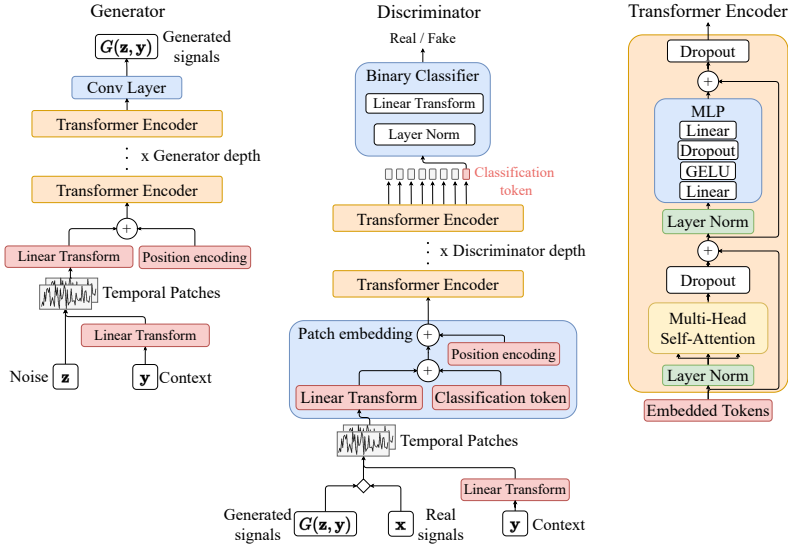 Generator
G(z, y)
Generated
signals
Conv Layer
Transformer Encoder
x Generator depth
Transformer Encoder
+
Linear Transform
Position encoding
Temporal Patches
Linear Transform
Noise
z
y
Context
Discriminator
Real / Fake
Binary Classifier
Linear Transform
Layer Norm
Classification
token
Transformer Encoder
x Discriminator depth
Transformer Encoder
Patch embedding
+
Position encoding
+
Linear Transform
Classification token
Temporal Patches
Linear Transform
Generated
signals
G(z, y)
x
Real
signals
y
Context
Transformer Encoder
Dropout
+
MLP
Linear
Dropout
GELU
Linear
Layer Norm
+
Dropout
Multi-Head
Self-Attention
Layer Norm
Embedded Tokens